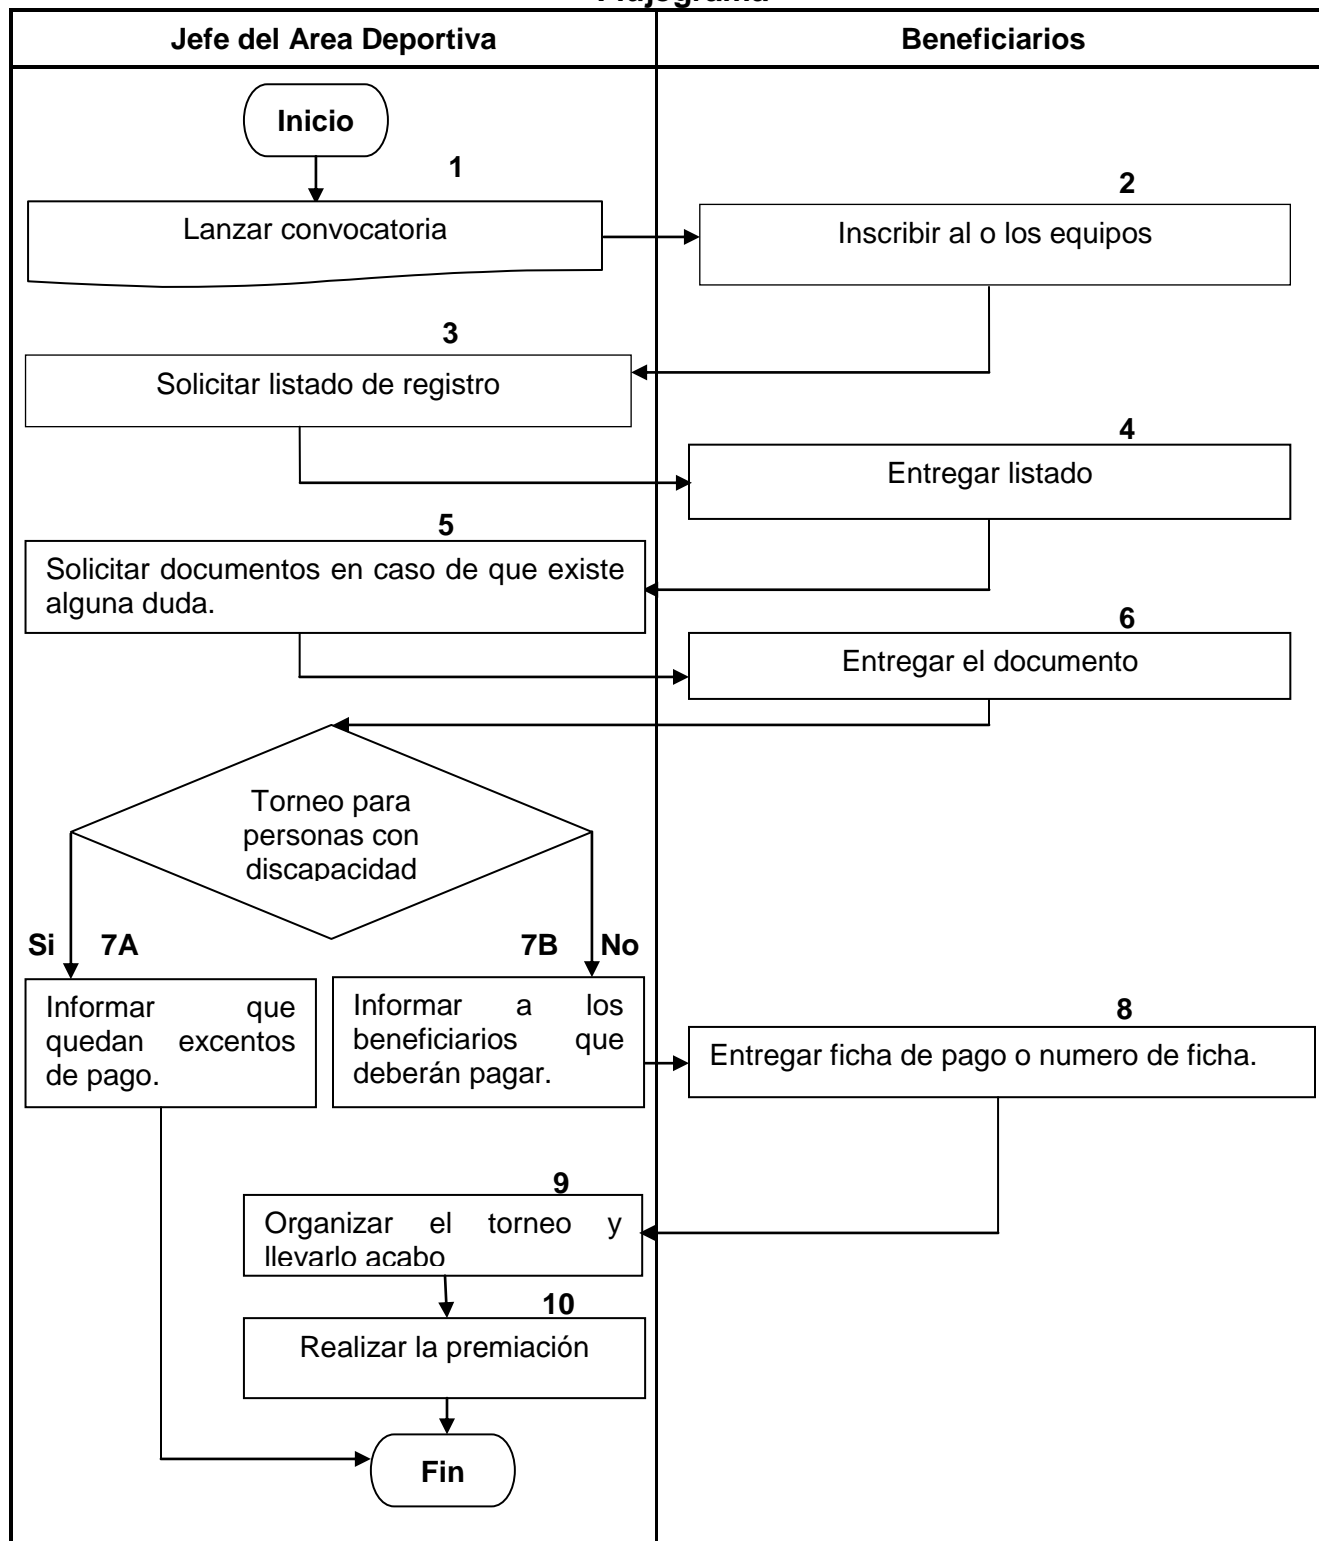 Jefe del Area Deportiva
Beneficiarios
Inicio
1
Lanzar convocatoria
2
Inscribir al o los equipos
3
Solicitar listado de registro
4
Entregar listado
5
Solicitar documentos en caso de que existe
alguna duda.
6
Entregar el documento
Torneo para
personas con
discapacidad
Si
7A
7B
No
Informar que
quedan excentos
de pago.
Informar a los
beneficiarios que
deberán pagar.
8
Entregar ficha de pago o numero de ficha.
9
Organizar el torneo y
llevarlo acabo
10
Realizar la premiación
Fin